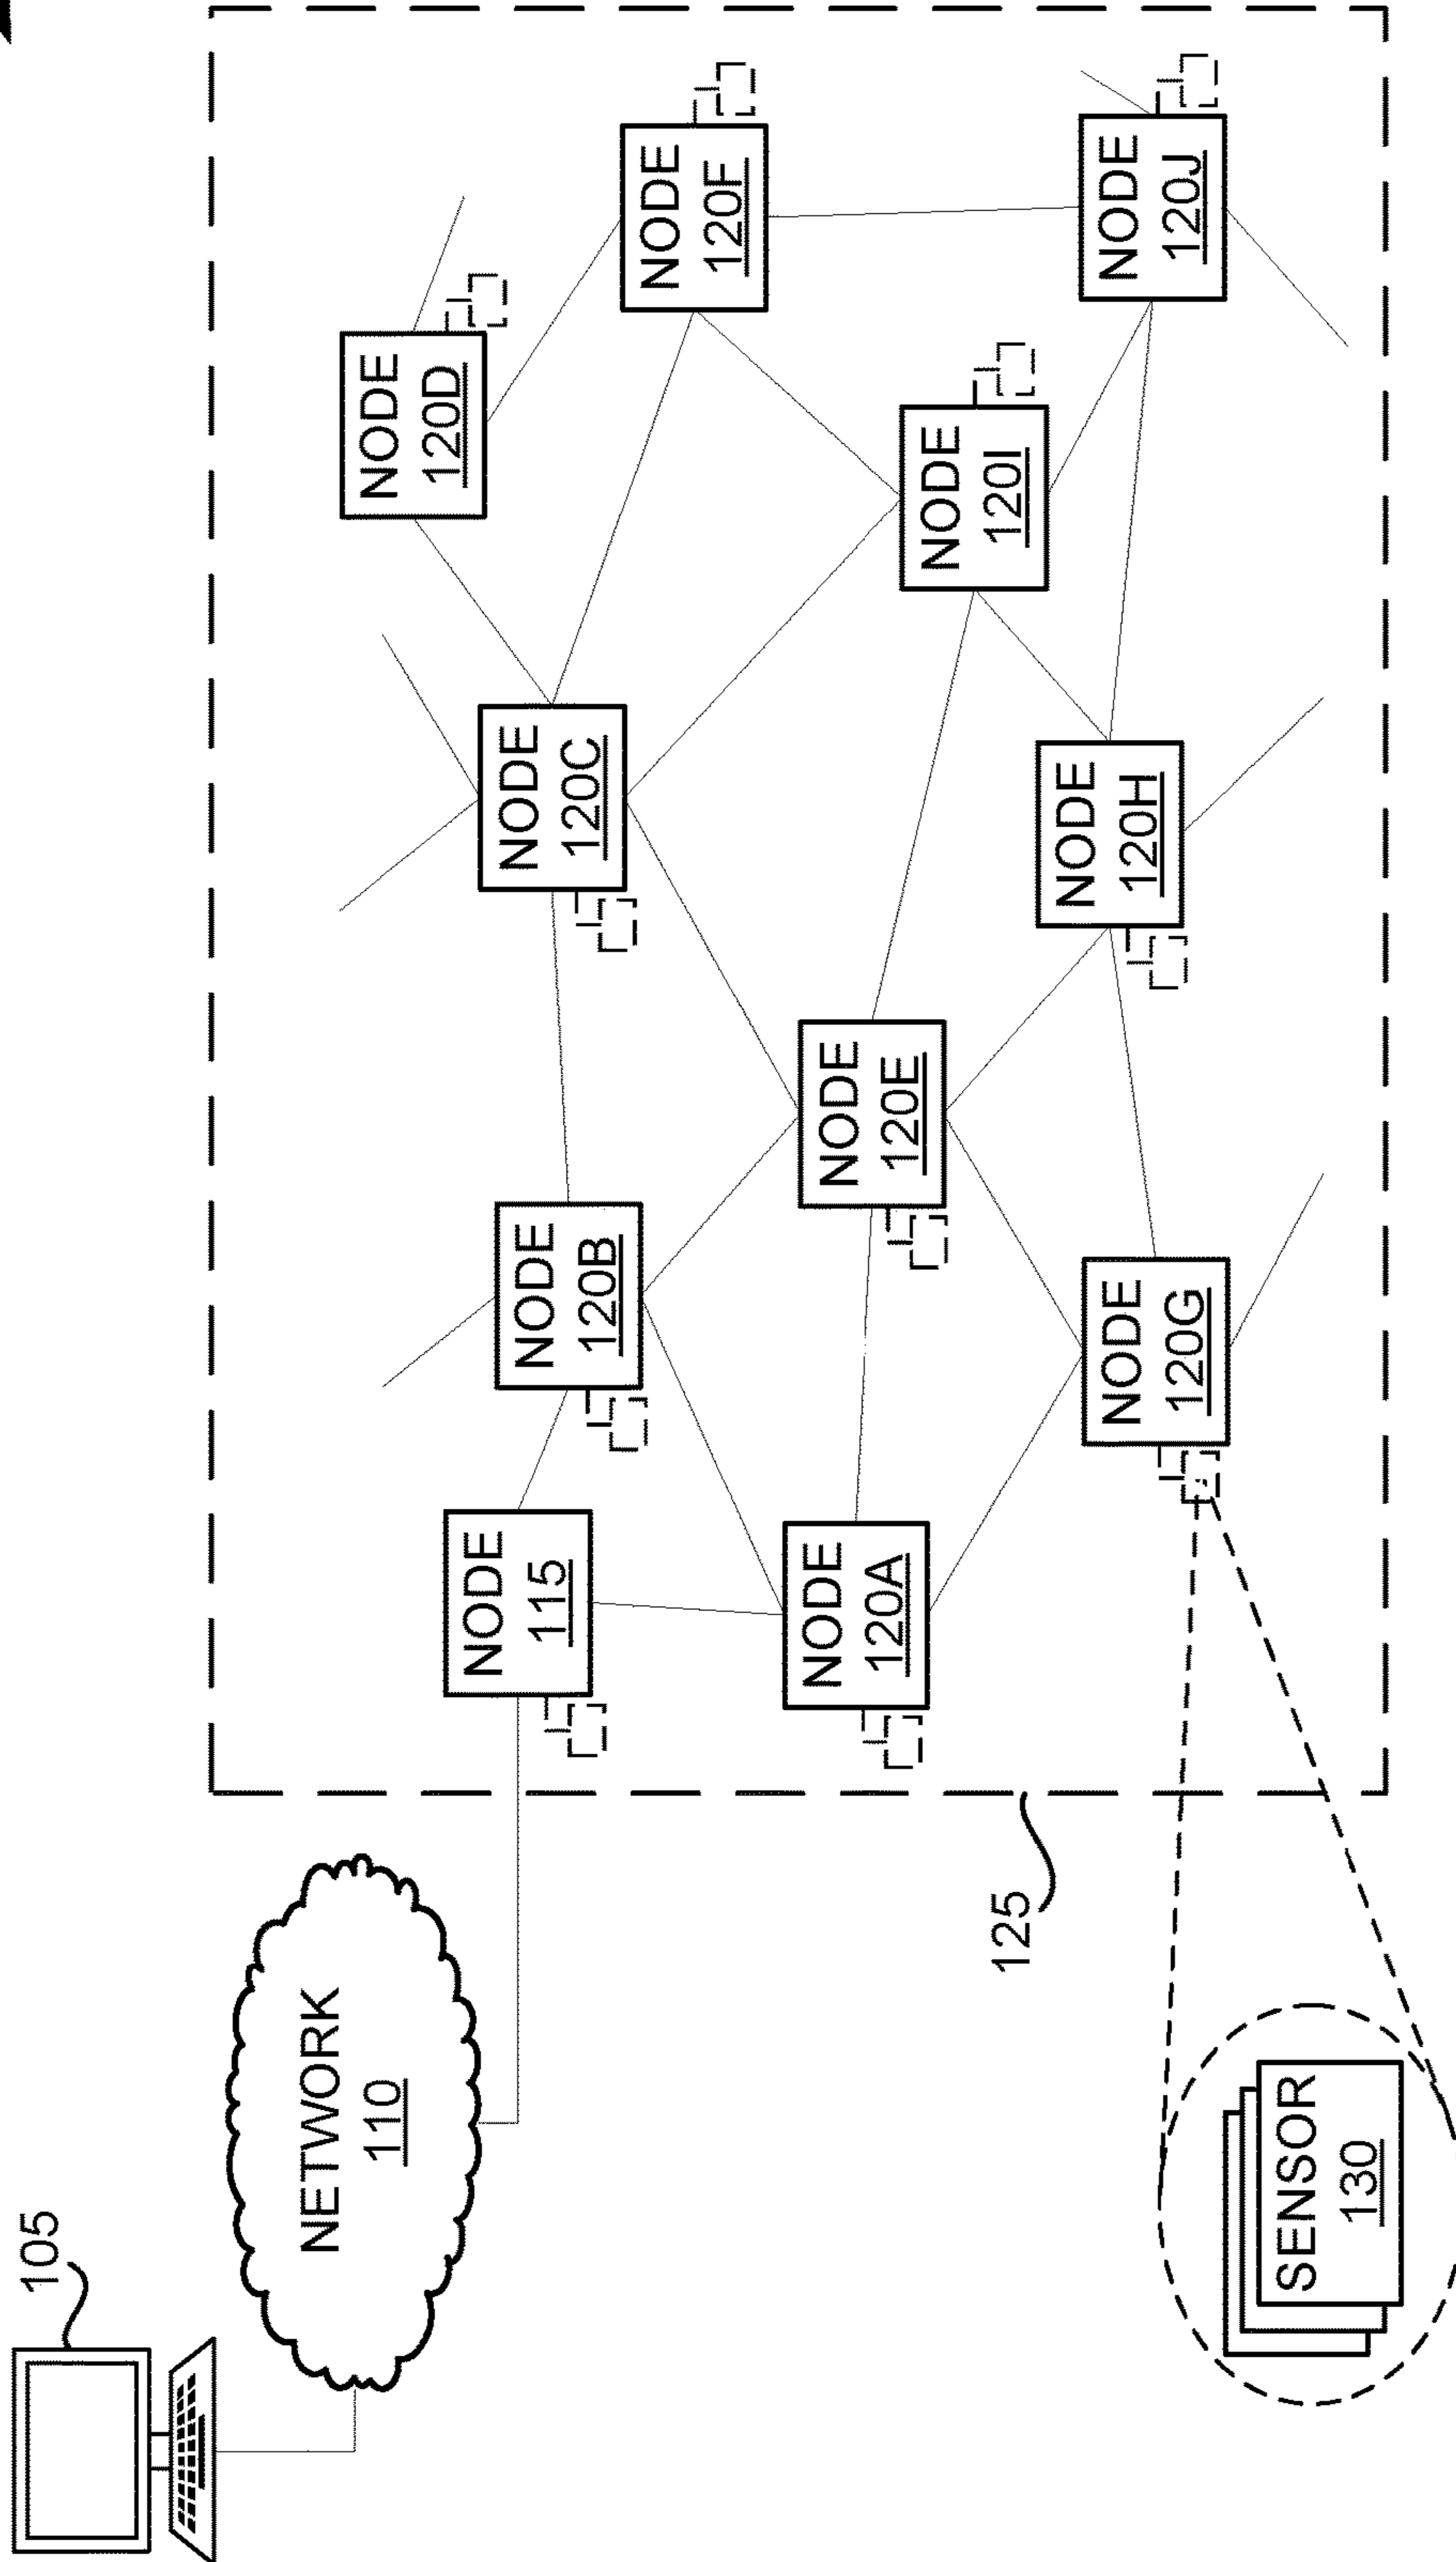 105
NETWORK
110
NODE
120D
NODE
115
NODE
120B
NODE
120C
NODE
120F
NODE
120A
NODE
120E
NODE
120I
125
NODE
120G
NODE
120H
NODE
120J
SENSOR
130